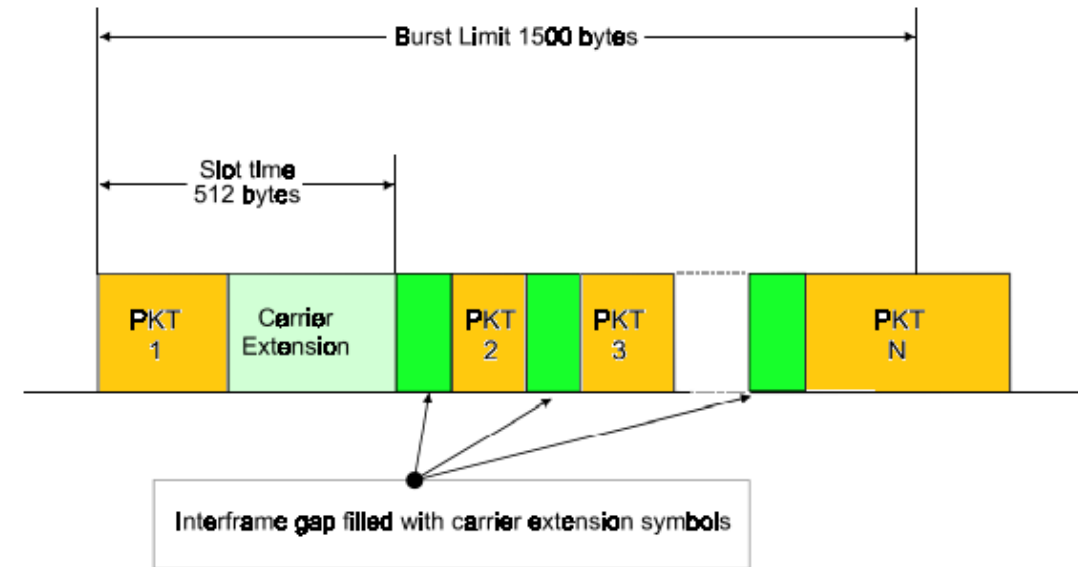 Burst Limit 1500 bytes
Slot time
512 bytes
PKT
1
Carrier
Extension
PKT
2
PKT
3
PKT
N
Interframe gap filled with carrier extension symbols